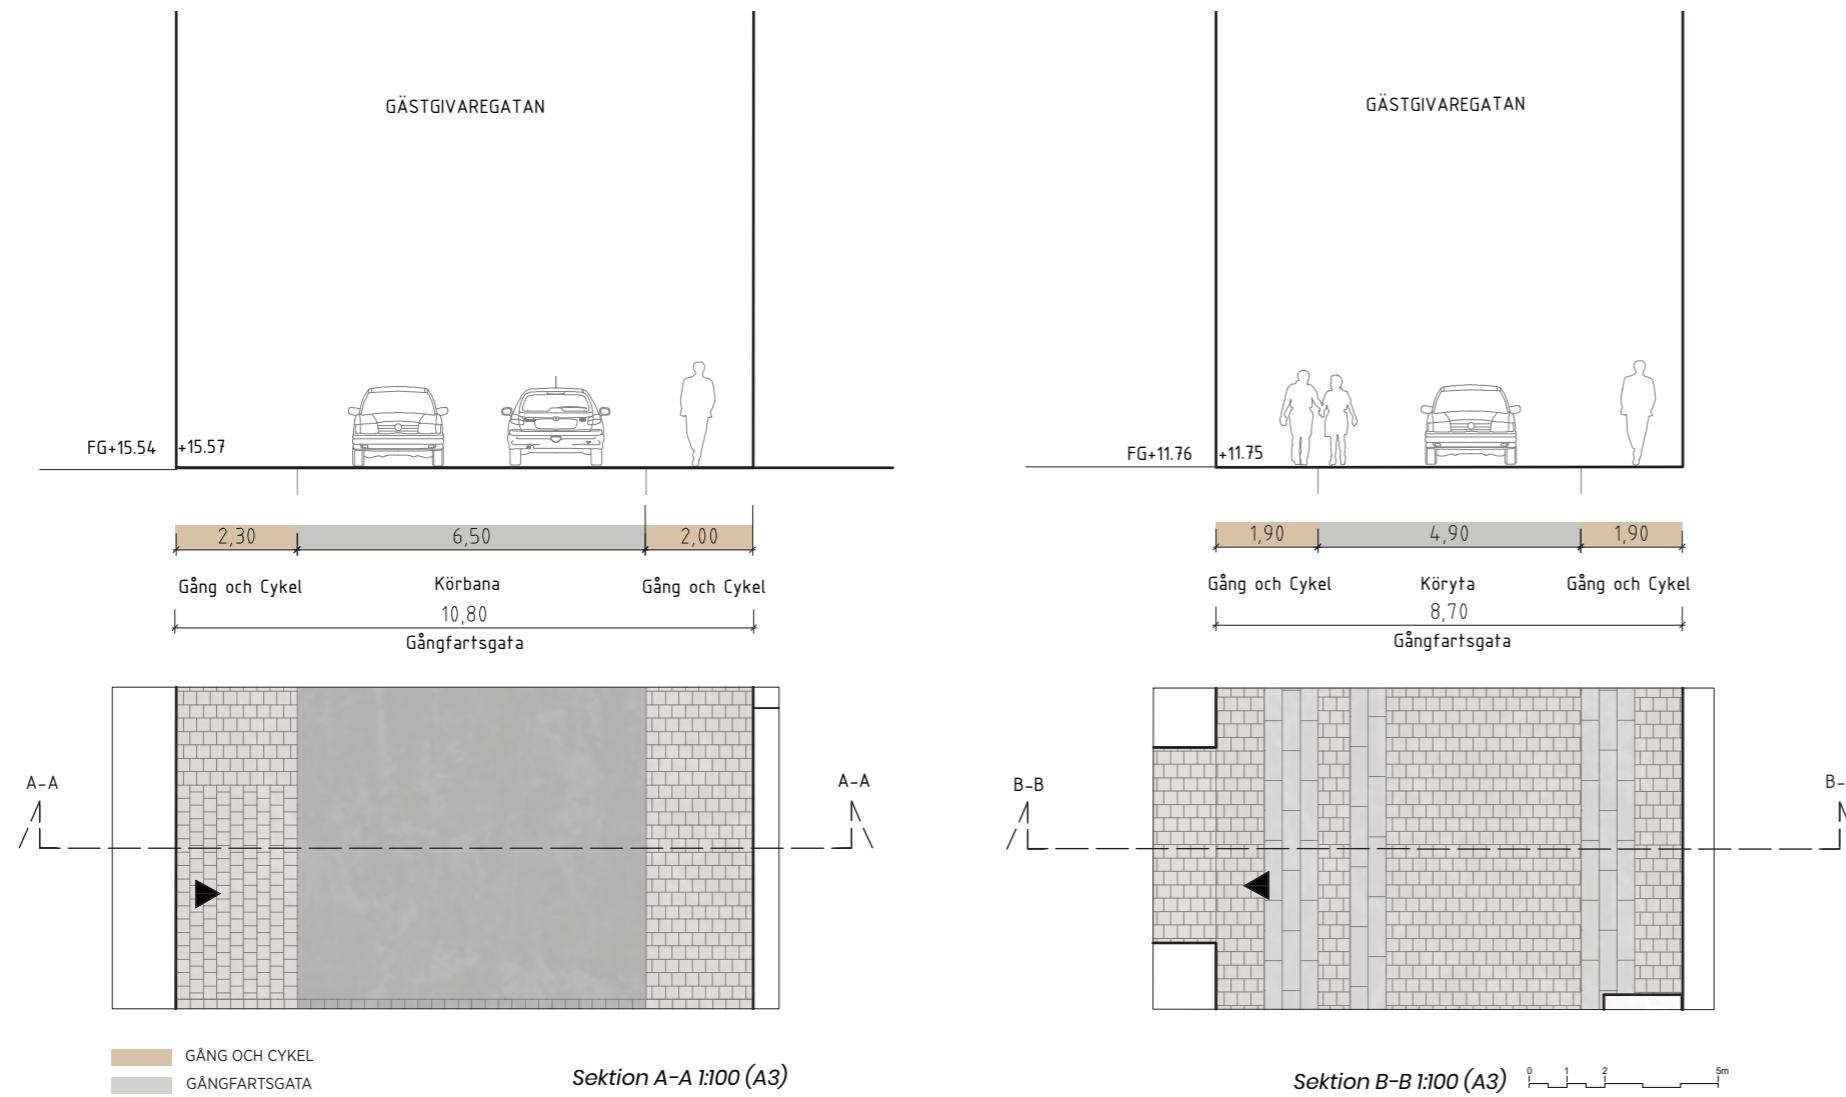 GÄSTGIVAREGATAN
FG+15.54
+15.57
2,30
6,50
2,00
Gång och Cykel
Körbana
Gång och Cykel
10,80
Gångfartsgata
A-A
A-A
GÅNG OCH CYKEL
GÅNGFARTSGATA
Sektion A-A 1:100 (A3)
GÄSTGIVAREGATAN
FG+11.76
+11.75
1,90
4,90
1,90
Gång och Cykel
Köryta
Gång och Cykel
8,70
Gångfartsgata
B-B
B-
Sektion B-B 1:100 (A3)
0 1 2 5m